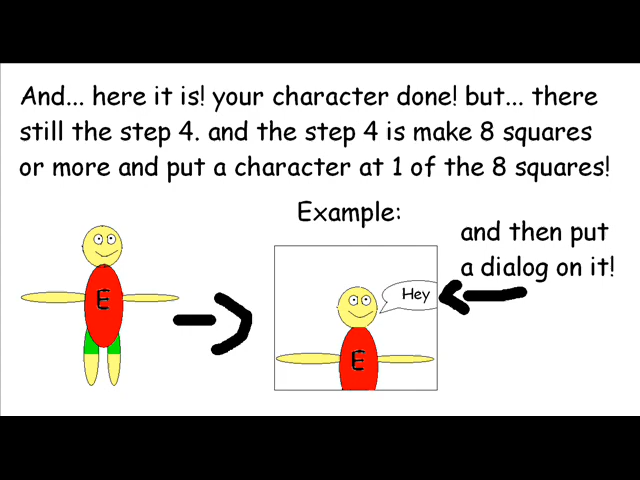 And... here it is! your character done! but... there
still the step 4. and the step 4 is make 8 squares
or more and put a character at 1 of the 8 squares!
Example:
and then put
a dialog on it!
E
Hey
E